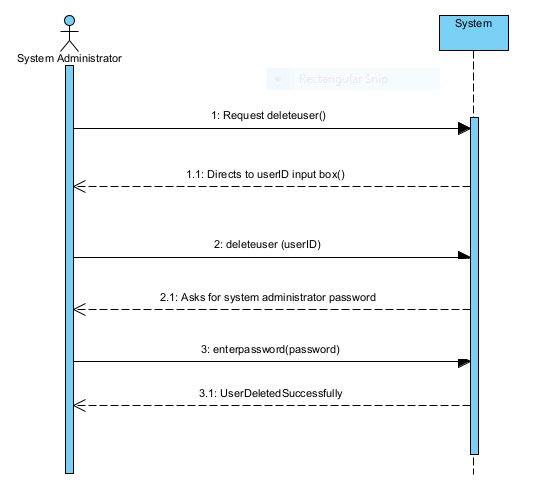 System
System Administrator
Rectangular Snip
1: Request deleteuser()
1.1: Directs to userID input box()
2: deleteuser (userID)
2.1: Asks for system administrator password
3: enterpassword(password)
3.1: UserDeletedSuccessfully